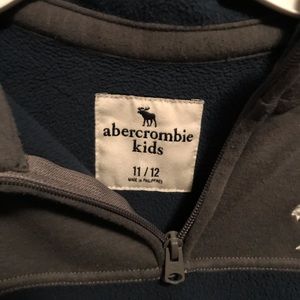 abercrombie
kids
11 / 12
MADE IN PHILIPPINES